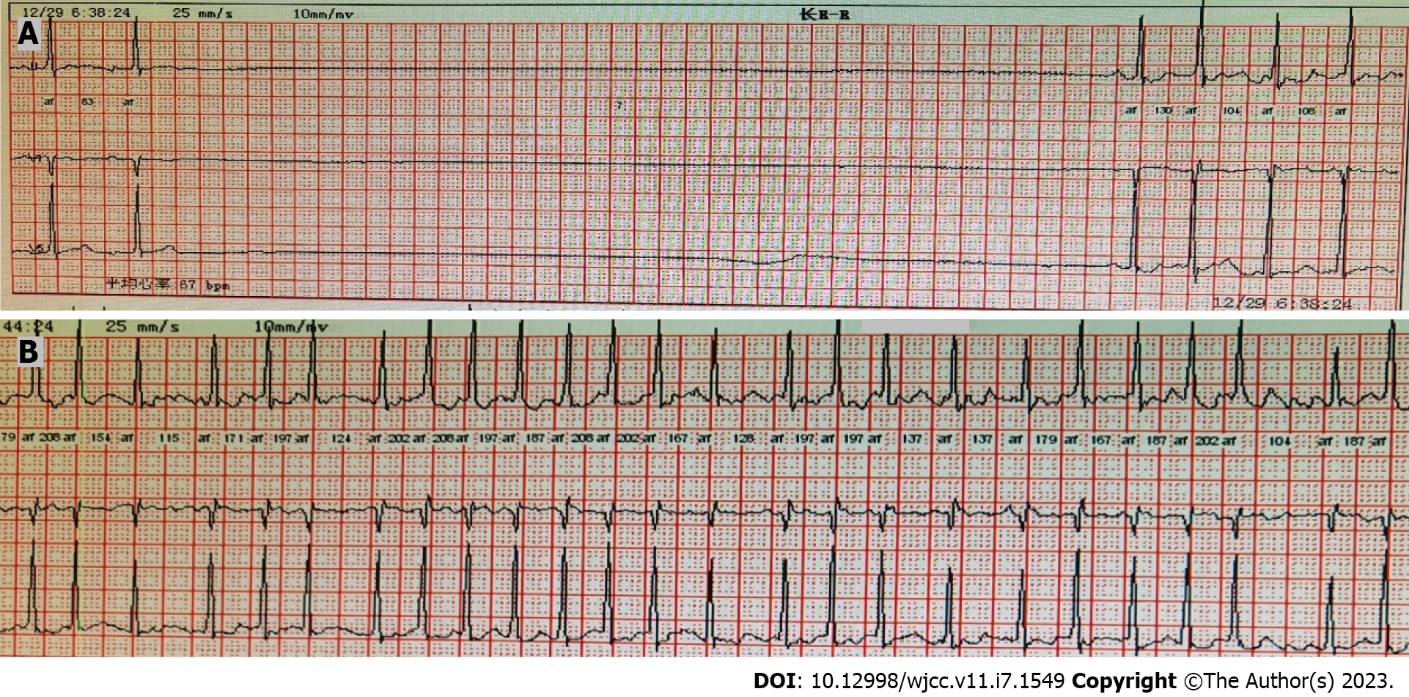 12/29 6:38:24 25 mm/s 10mm/mv 长R-R
A
af 83 af 7 af 130 af 104 af 108 af
平均心率 67 bpm
12/29 6:38:24
44:24 25 mm/s 10mm/mv
B
79 af 208 af 154 af 115 af 171 af 197 af 124 af 202 af 208 af 197 af 187 af 208 af 202 af 167 af 128 af 197 af 197 af 137 af 137 af 179 af 167 af 187 af 202 af 104 af 187 af
DOI: 10.12998/wjcc.v11.i7.1549 Copyright ©The Author(s) 2023.